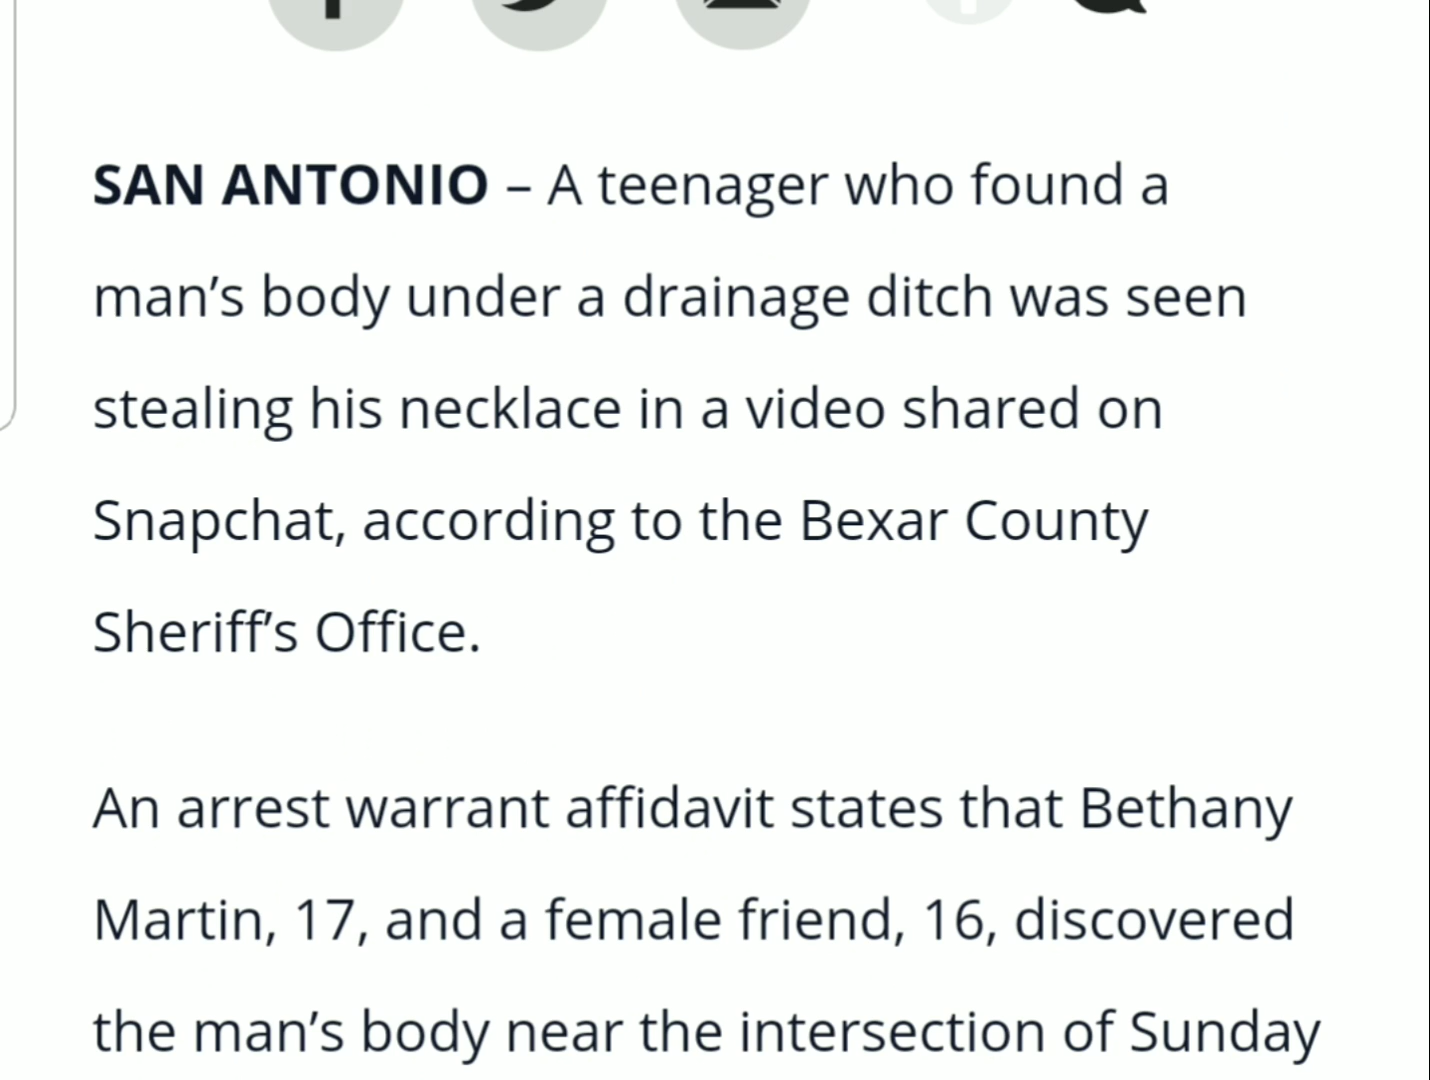 SAN ANTONIO – A teenager who found a
man’s body under a drainage ditch was seen
stealing his necklace in a video shared on
Snapchat, according to the Bexar County
Sheriff’s Office.
An arrest warrant affidavit states that Bethany
Martin, 17, and a female friend, 16, discovered
the man’s body near the intersection of Sunday